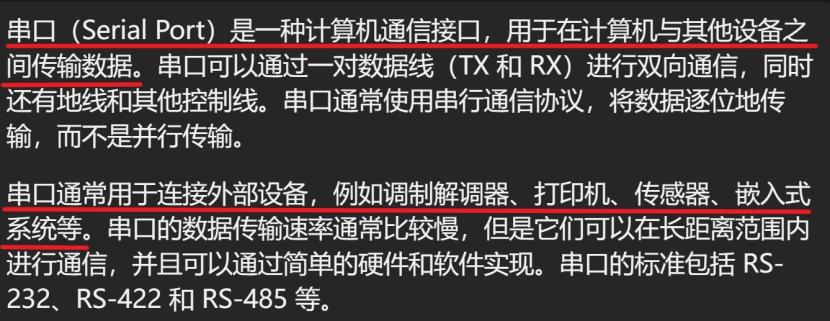 串口（Serial Port）是一种计算机通信接口，用于在计算机与其他设备之
间传输数据。串口可以通过一对数据线（TX 和 RX）进行双向通信，同时
还有地线和其他控制线。串口通常使用串行通信协议，将数据逐位地传
输，而不是并行传输。
串口通常用于连接外部设备，例如调制解调器、打印机、传感器、嵌入式
系统等。串口的数据传输速率通常比较慢，但是它们可以在长距离范围内
进行通信，并且可以通过简单的硬件和软件实现。串口的标准包括 RS-
232、RS-422 和 RS-485 等。